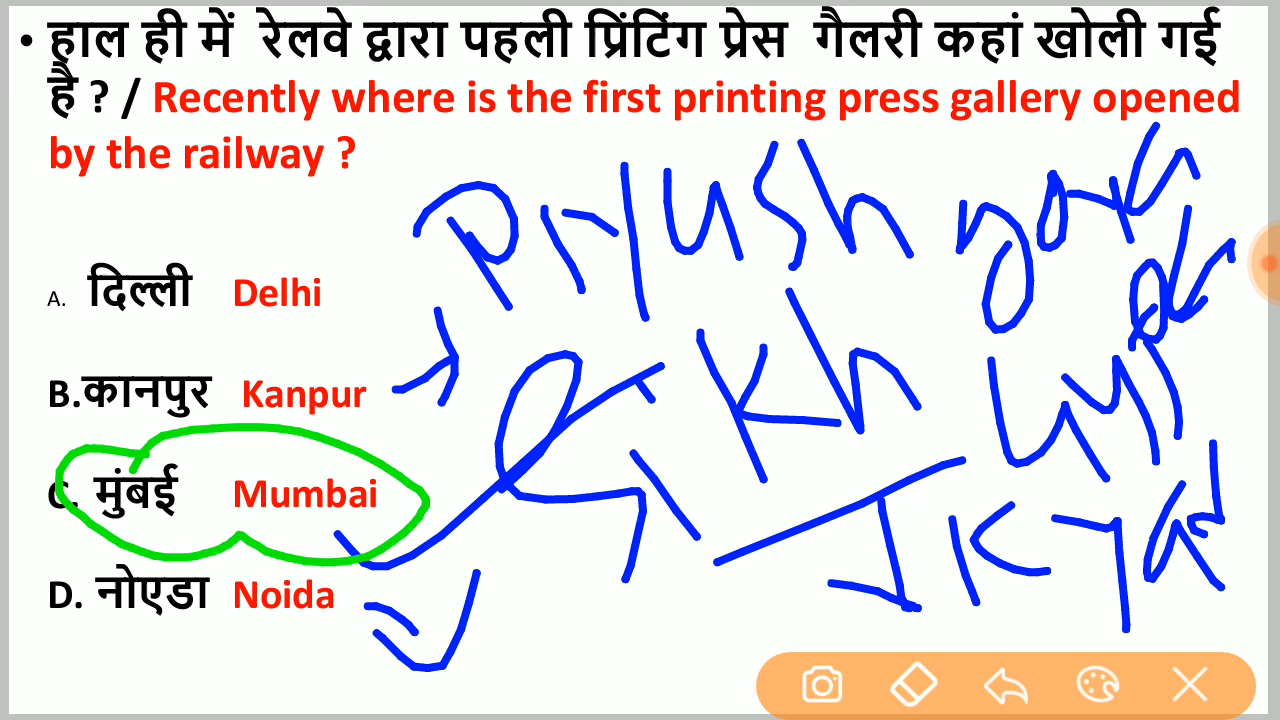 • हाल ही में रेलवे द्वारा पहली प्रिंटिंग प्रेस गैलरी कहां खोली गई
है ? / Recently where is the first printing press gallery opened
by the railway ?
Piyush goyal
A. दिल्ली Delhi
B.कानपुर Kanpur
C. मुंबई Mumbai
D. नोएडा Noida